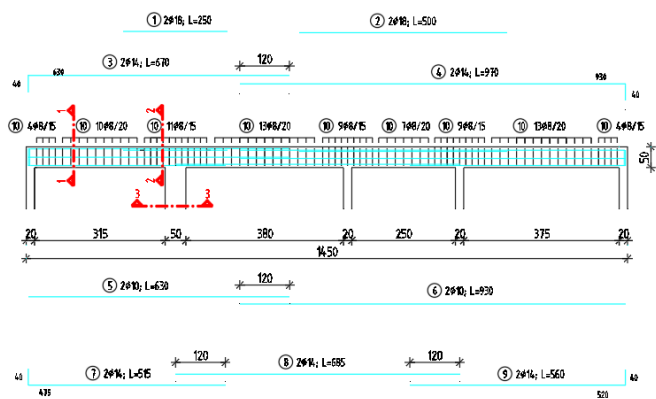 ① 2Ø18; L=250
② 2Ø18; L=500
③ 2Ø14; L=670
120
④ 2Ø14; L=970
40
630
930
40
1
2
⑩ 4Ø8/15 ⑩ 10Ø8/20 ⑩ 11Ø8/15 ⑩ 13Ø8/20 ⑩ 9Ø8/15 ⑩ 7Ø8/20 ⑩ 9Ø8/15 ⑩ 13Ø8/20 ⑩ 4Ø8/15
50
1
2
3
3
20 315 50 380 20 250 20 375 20
1450
⑤ 2Ø10; L=630
120
⑥ 2Ø10; L=930
40
⑦ 2Ø14; L=515
120
⑧ 2Ø14; L=685
120
⑨ 2Ø14; L=560
40
475
520